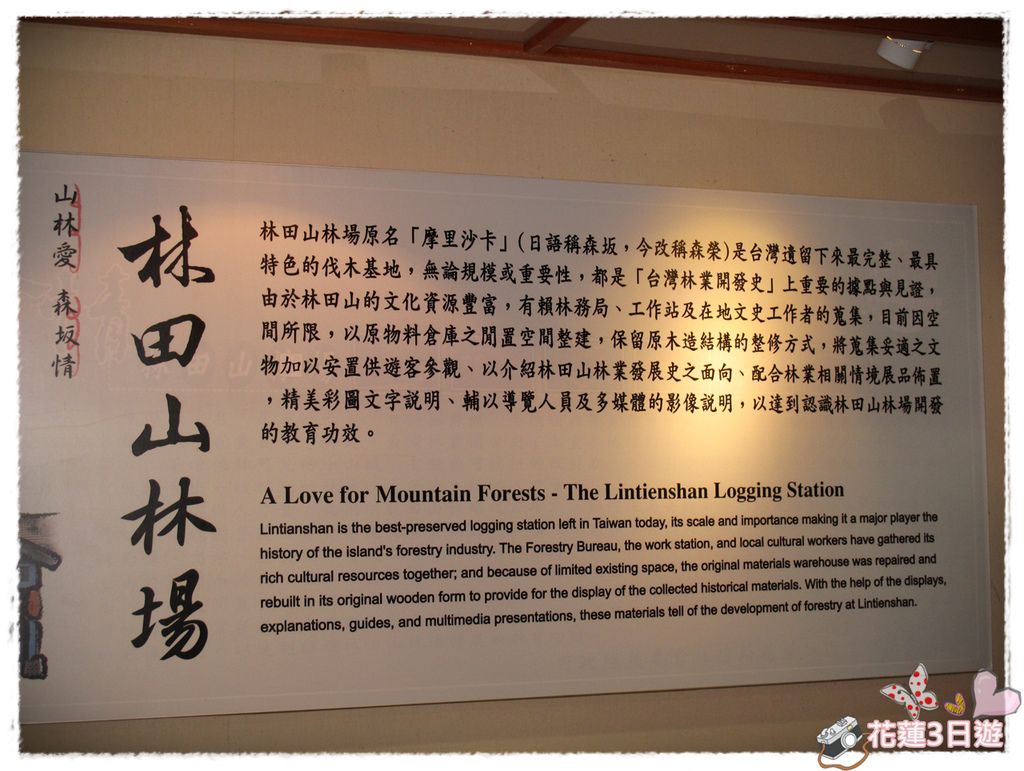 山林愛 森坂情
林田山林場
林田山林場原名「摩里沙卡」(日語稱森坂，今改稱森榮)是台灣遺留下來最完整、最具
特色的伐木基地，無論規模或重要性，都是「台灣林業開發史」上重要的據點與見證，
由於林田山的文化資源豐富，有賴林務局、工作站及在地文史工作者的蒐集，目前因空
間所限，以原物料倉庫之閒置空間整建，保留原木造結構的整修方式，將蒐集妥適之文
物加以安置供遊客參觀、以介紹林田山林業發展史之面向、配合林業相關情境展品佈置
，精美彩圖文字說明、輔以導覽人員及多媒體的影像說明，以達到認識林田山林場開發
的教育功效。
A Love for Mountain Forests - The Lintienshan Logging Station
Lintianshan is the best-preserved logging station left in Taiwan today, its scale and importance making it a major player the
history of the island's forestry industry. The Forestry Bureau, the work station, and local cultural workers have gathered its
rich cultural resources together; and because of limited existing space, the original materials warehouse was repaired and
rebuilt in its original wooden form to provide for the display of the collected historical materials. With the help of the displays,
explanations, guides, and multimedia presentations, these materials tell of the development of forestry at Lintienshan.
花蓮3日遊